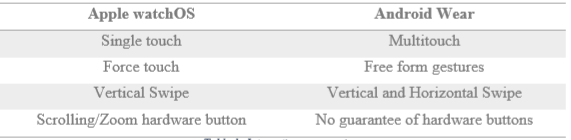 Apple watchOS Android Wear
Single touch Multitouch
Force touch Free form gestures
Vertical Swipe Vertical and Horizontal Swipe
Scrolling/Zoom hardware button No guarantee of hardware buttons